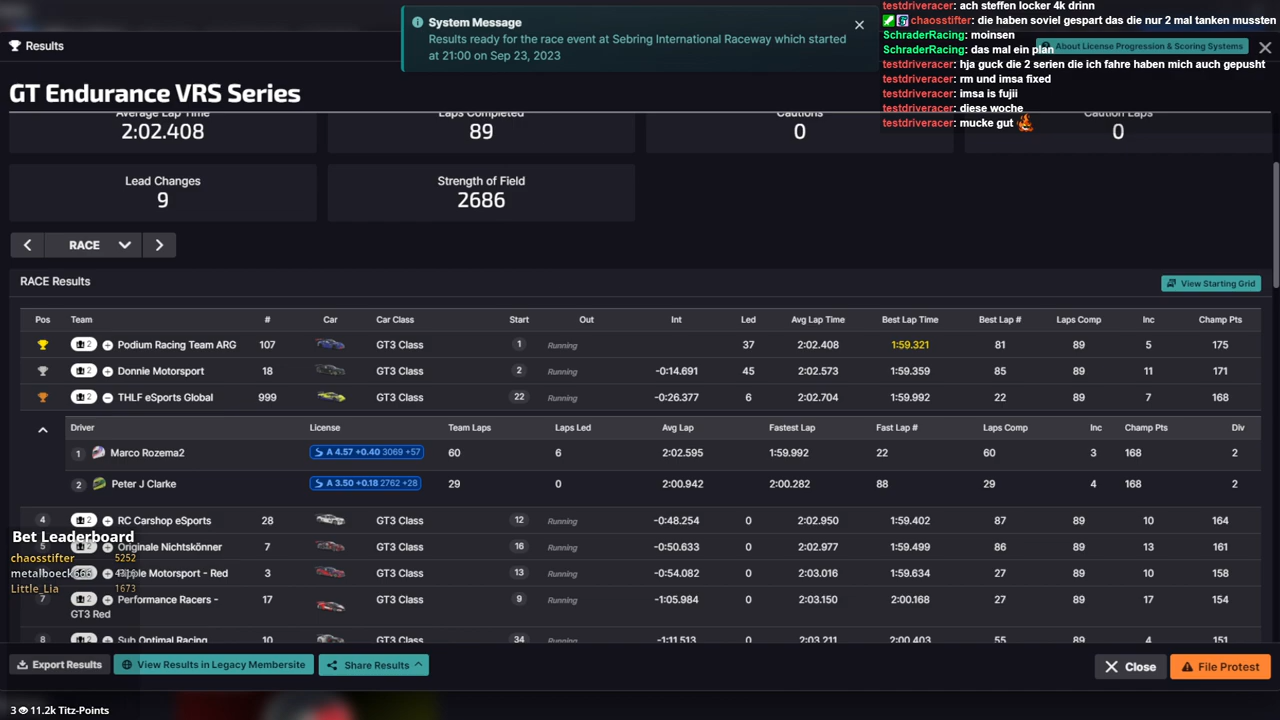 System Message
Results ready for the race event at Sebring International Raceway which started
at 21:00 on Sep 23, 2023
testdriveracer: ach steffen locker 4k drinn
chaosstifter: die haben soviel gespart das die nur 2 mal tanken mussten
SchraderRacing: moinsen
SchraderRacing: das mal ein plan
testdriveracer: hja guck die 2 series die ich fahre haben mich auch gepusht
testdriveracer: rm und imsa fixed
testdriveracer: imsa is fujii
testdriveracer: diese woche
testdriveracer: mucke gut
Results
About License Progression & Scoring Systems
GT Endurance VRS Series
Average Lap Time Laps Completed Cautions Caution Laps
2:02.408 89 0 0
Lead Changes Strength of Field
9 2686
RACE
RACE Results
View Starting Grid
Pos Team # Car Car Class Start Out Int Led Avg Lap Time Best Lap Time Best Lap # Laps Comp Inc Champ Pts
2 Podium Racing Team ARG 107 GT3 Class 1 Running 37 2:02.408 1:59.321 81 89 5 175
2 Donnie Motorsport 18 GT3 Class 2 Running -0:14.691 45 2:02.573 1:59.359 85 89 11 171
2 THLF eSports Global 999 GT3 Class 22 Running -0:26.377 6 2:02.704 1:59.992 22 89 7 168
Driver License Team Laps Laps Led Avg Lap Fastest Lap Fast Lap # Laps Comp Inc Champ Pts Div
1 Marco Rozema2 A 4.57 +0.40 3069 +57 60 6 2:02.595 1:59.992 22 60 3 168 2
2 Peter J Clarke A 3.50 +0.18 2762 +28 29 0 2:00.942 2:00.282 88 29 4 168 2
4 2 RC Carshop eSports 28 GT3 Class 12 Running -0:48.254 0 2:02.950 1:59.402 87 89 10 164
5 2 Originale Nichtskönner 7 GT3 Class 16 Running -0:50.633 0 2:02.977 1:59.499 86 89 13 161
Motorsport - Red 3 GT3 Class 13 Running -0:54.082 0 2:03.016 1:59.634 27 89 10 158
7 2 Performance Racers - 17 GT3 Class 9 Running -1:05.984 0 2:03.150 2:00.168 27 89 17 154
GT3 Red
8 2 Sub Optimal Racing 10 GT3 Class 34 Running -1:11.513 0 2:03.211 2:00.403 55 89 4 151
Bet Leaderboard
chaosstifter 5252
metalboeck666
Little_Lia 1673
Export Results
View Results in Legacy Membersite
Share Results
Close
File Protest
3 11.2k Titz-Points